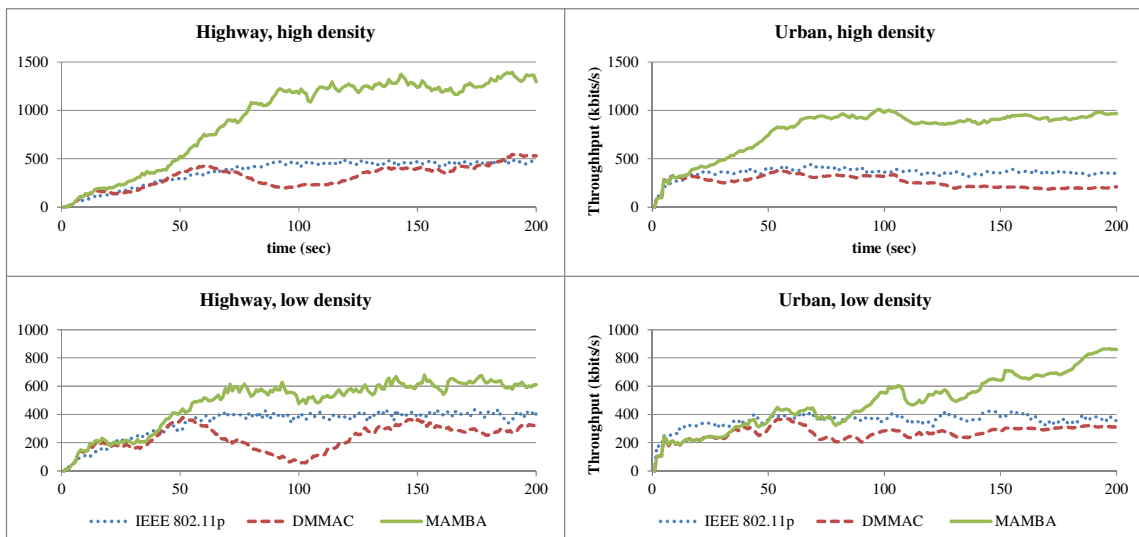 Highway, high density
1500
1000
500
0
0 50 100 150 200
time (sec)
Urban, high density
Throughhput (kbits/s)
1500
1000
500
0
0 50 100 150 200
time (sec)
Highway, low density
1000
800
600
400
200
0
0 50 100 150 200
IEEE 802.11p DMMAC MAMBA
Urban, low density
Throughput (kbits/s)
1000
800
600
400
200
0
0 50 100 150 200
IEEE 802.11p DMMAC MAMBA